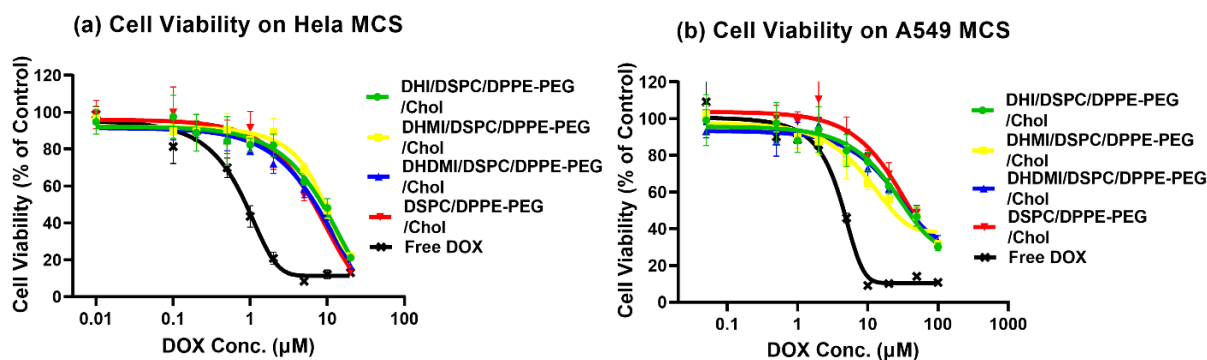 (a) Cell Viability on Hela MCS
Cell Viability (% of Control)
120
100
80
60
40
20
0
0.01
0.1
1
10
100
DOX Conc. (µM)
DHI/DSPC/DPPE-PEG
/Chol
DHMI/DSPC/DPPE-PEG
/Chol
DHDMI/DSPC/DPPE-PEG
/Chol
DSPC/DPPE-PEG
/Chol
Free DOX
(b) Cell Viability on A549 MCS
Cell Viability (% of Control)
120
100
80
60
40
20
0
0.1
1
10
100
1000
DOX Conc. (µM)
DHI/DSPC/DPPE-PEG
/Chol
DHMI/DSPC/DPPE-PEG
/Chol
DHDMI/DSPC/DPPE-PEG
/Chol
DSPC/DPPE-PEG
/Chol
Free DOX